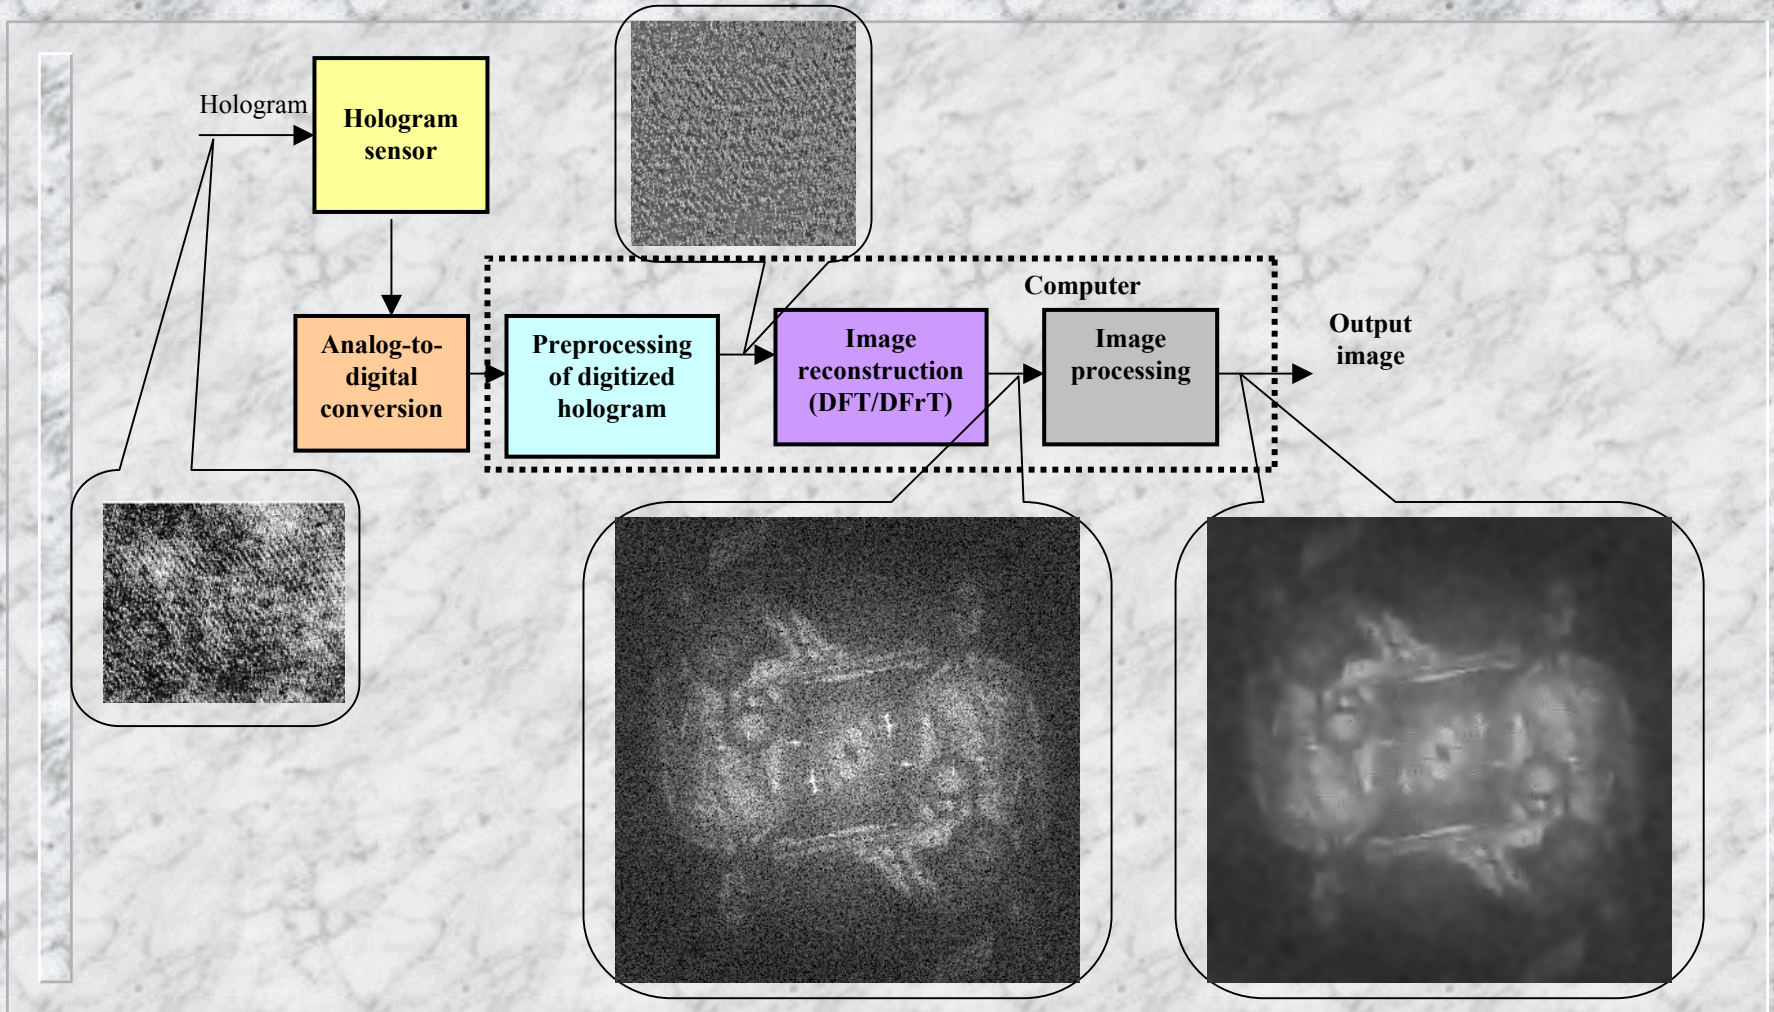 Hologram
Hologram
sensor
Computer
Analog-to-
digital
conversion
Preprocessing
of digitized
hologram
Image
reconstruction
(DFT/DFrT)
Image
processing
Output
image